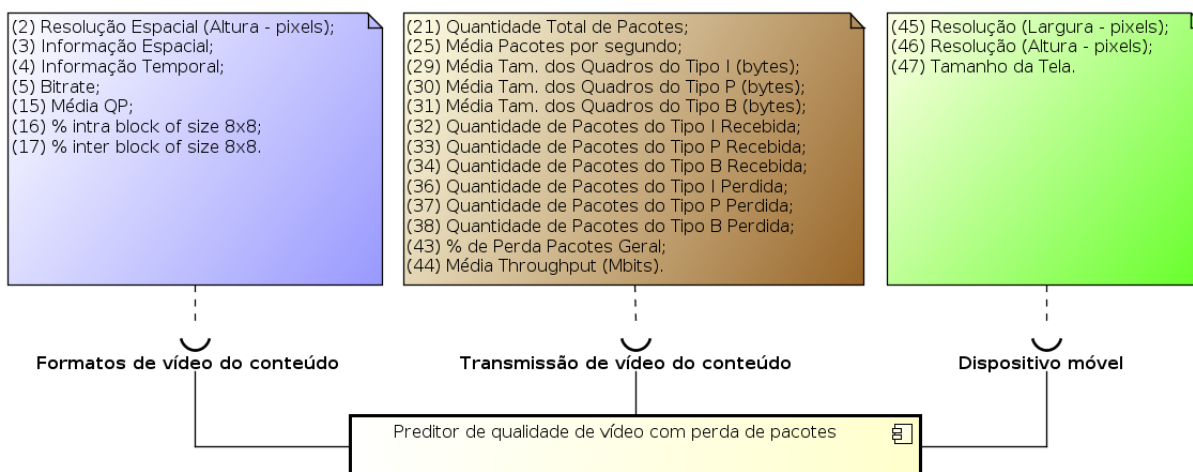 (2) Resolução Espacial (Altura - pixels);
(3) Informação Espacial;
(4) Informação Temporal;
(5) Bitrate;
(15) Média QP;
(16) % intra block of size 8x8;
(17) % inter block of size 8x8.
(21) Quantidade Total de Pacotes;
(25) Média Pacotes por segundo;
(29) Média Tam. dos Quadros do Tipo I (bytes);
(30) Média Tam. dos Quadros do Tipo P (bytes);
(31) Média Tam. dos Quadros do Tipo B (bytes);
(32) Quantidade de Pacotes do Tipo I Recebida;
(33) Quantidade de Pacotes do Tipo P Recebida;
(34) Quantidade de Pacotes do Tipo B Recebida;
(36) Quantidade de Pacotes do Tipo I Perdida;
(37) Quantidade de Pacotes do Tipo P Perdida;
(38) Quantidade de Pacotes do Tipo B Perdida;
(43) % de Perda Pacotes Geral;
(44) Média Throughput (Mbits).
(45) Resolução (Largura - pixels);
(46) Resolução (Altura - pixels);
(47) Tamanho da Tela.
Formatos de vídeo do conteúdo
Transmissão de vídeo do conteúdo
Dispositivo móvel
Preditor de qualidade de vídeo com perda de pacotes